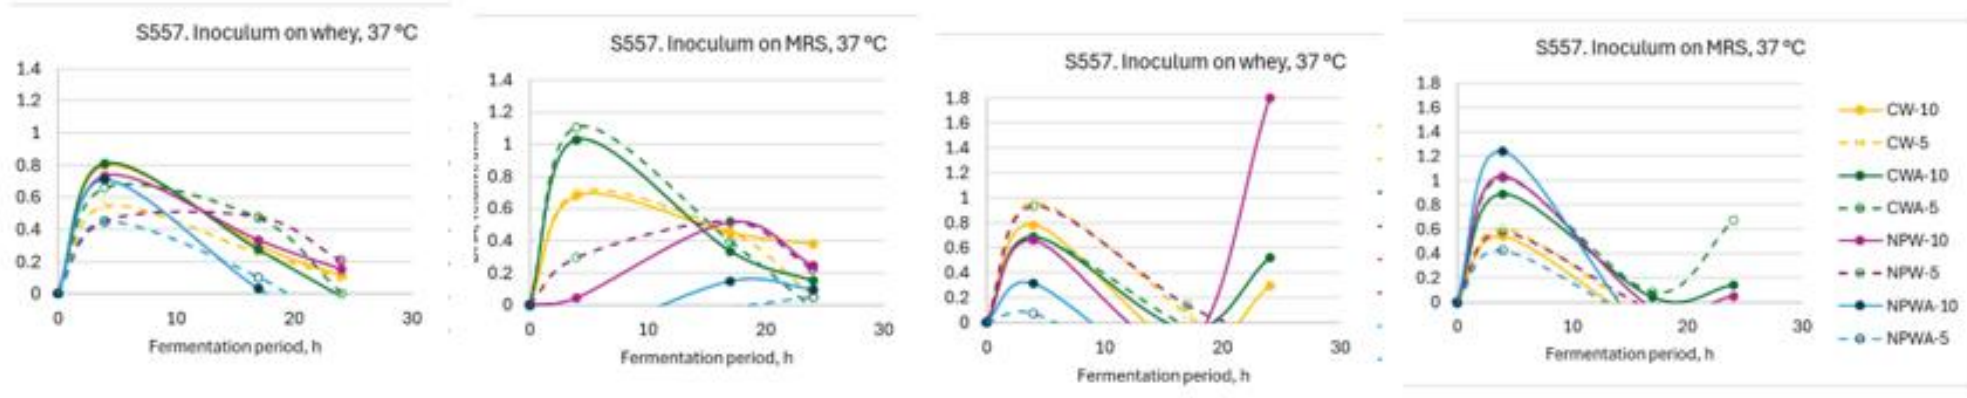 S557. Inoculum on whey, 37 °C
1.4
1.2
1
0.8
0.6
0.4
0.2
0
0 10 20 30
Fermentation period, h
S557. Inoculum on MRS, 37 °C
1.4
1.2
1
0.8
0.6
0.4
0.2
0
0 10 20 30
Fermentation period, h
S557. Inoculum on whey, 37 °C
1.8
1.6
1.4
1.2
1
0.8
0.6
0.4
0.2
0
0 10 20 30
Fermentation period, h
S557. Inoculum on MRS, 37 °C
1.8
1.6
1.4
1.2
1
0.8
0.6
0.4
0.2
0
0 10 20 30
Fermentation period, h
CW-10
CW-5
CWA-10
CWA-5
NPW-10
NPW-5
NPWA-10
NPWA-5